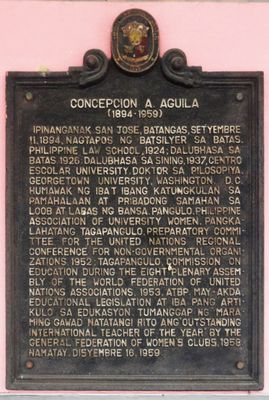 CONCEPCION A. AGUILA
(1894-1959)
IPINANGANAK, SAN JOSE, BATANGAS, SETYEMBRE
11, 1894, NAGTAPOS NG BATSILYER SA BATAS,
PHILIPPINE LAW SCHOOL, 1924; DALUBHASA SA
BATAS, 1926; DALUBHASA SA SINING, 1937, CENTRO
ESCOLAR UNIVERSITY, DOKTOR SA PILOSOPIYA,
GEORGETOWN UNIVERSITY, WASHINGTON, D.C.
HUMAWAK NG IBA'T IBANG KATUNGKULAN SA
PAMAHALAAN AT PRIBADONG SAMAHAN SA
LOOB AT LABAS NG BANSA, PANGULO, PHILIPPINE
ASSOCIATION OF UNIVERSITY WOMEN, PANGKA-
LAHATANG TAGAPANGULO, PREPARATORY COMMI-
TTEE FOR THE UNITED NATIONS REGIONAL
CONFERENCE FOR NON-GOVERNMENTAL ORGANI-
ZATIONS, 1952; TAGAPANGULO, COMMISSION ON
EDUCATION DURING THE EIGHT PLENARY ASSEM-
BLY OF THE WORLD FEDERATION OF UNITED
NATIONS ASSOCIATIONS, 1953, ATBP. MAY-AKDA,
EDUCATIONAL LEGISLATION AT IBA PANG ARTI-
KULO SA EDUKASYON. TUMANGGAP NG MARA-
MING GAWAD NATATANGI RITO ANG OUTSTANDING
INTERNATIONAL TEACHER OF THE YEAR BY THE
GENERAL FEDERATION OF WOMEN'S CLUBS, 1958.
NAMATAY, DISYEMBRE 16, 1959.